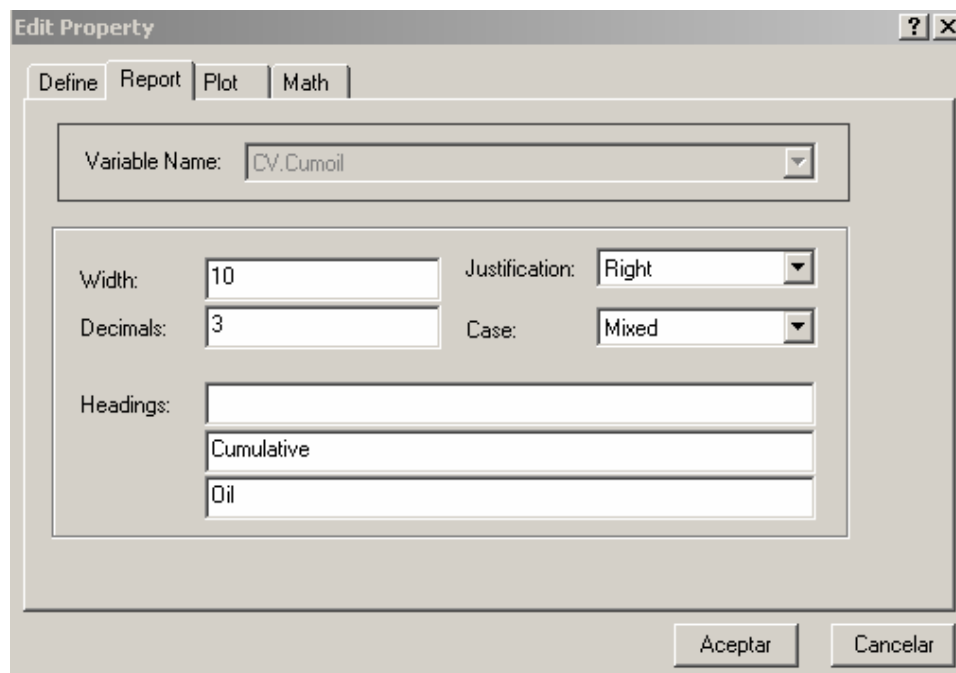 Edit Property
Define Report Plot Math
Variable Name: CV.Cumoil
Width: 10 Justification: Right
Decimals: 3 Case: Mixed
Headings:
Cumulative
Oil
Aceptar Cancelar